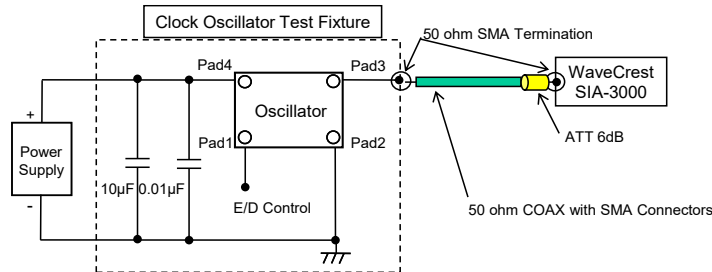 Clock Oscillator Test Fixture
50 ohm SMA Termination
Pad4
Pad3
WaveCrest
SIA-3000
Oscillator
+
Power
Supply
-
Pad1
Pad2
ATT 6dB
10µF
0.01µF
E/D Control
50 ohm COAX with SMA Connectors